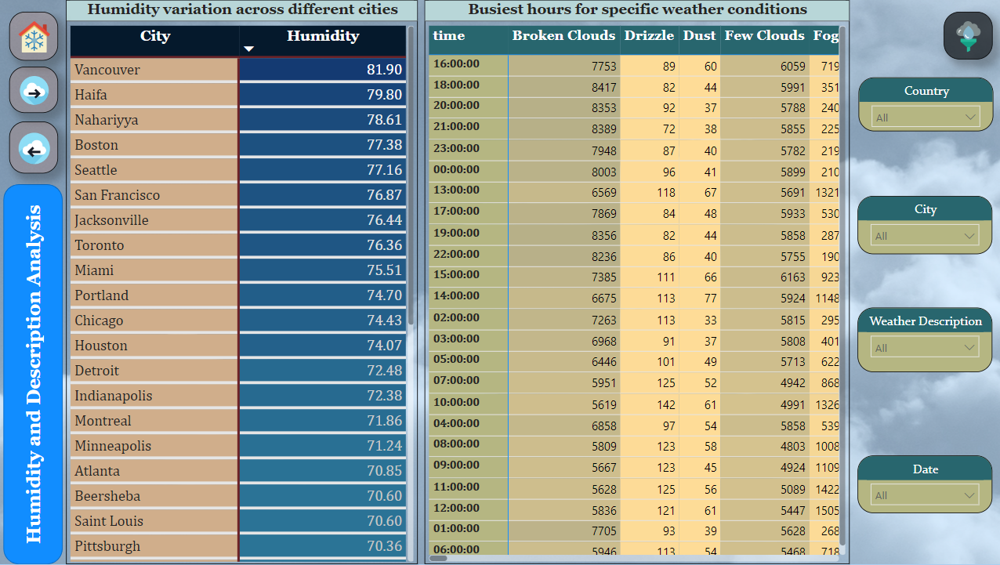 Humidity variation across different cities
City Humidity
Vancouver 81.90
Haifa 79.80
Nahariyya 78.61
Boston 77.38
Seattle 77.16
San Francisco 76.87
Jacksonville 76.44
Toronto 76.36
Miami 75.51
Portland 74.70
Chicago 74.43
Houston 74.07
Detroit 72.48
Indianapolis 72.38
Montreal 71.86
Minneapolis 71.24
Atlanta 70.85
Beersheba 70.60
Saint Louis 70.60
Pittsburgh 70.36
Busiest hours for specific weather conditions
time Broken Clouds Drizzle Dust Few Clouds Fog
16:00:00 7753 89 60 6059 719
18:00:00 8417 82 44 5991 351
20:00:00 8353 92 37 5788 240
21:00:00 8389 72 38 5855 225
23:00:00 7948 87 40 5782 219
00:00:00 8003 96 41 5899 210
13:00:00 6569 118 67 5691 1321
17:00:00 7869 84 48 5933 530
19:00:00 8356 82 44 5858 287
22:00:00 8236 86 40 5755 190
15:00:00 7385 111 66 6163 923
14:00:00 6675 113 77 5924 1148
02:00:00 7263 113 33 5815 295
03:00:00 6968 91 37 5808 401
05:00:00 6446 101 49 5713 622
07:00:00 5951 125 52 4942 868
10:00:00 5619 142 61 4991 1326
04:00:00 6858 97 54 5858 539
08:00:00 5809 123 58 4803 1008
09:00:00 5667 123 45 4924 1109
11:00:00 5628 125 56 5089 1422
12:00:00 5836 121 61 5447 1505
01:00:00 7705 93 39 5628 268
06:00:00 5946 113 54 5468 718
Country
All
City
All
Weather Description
All
Date
All
Humidity and Description Analysis